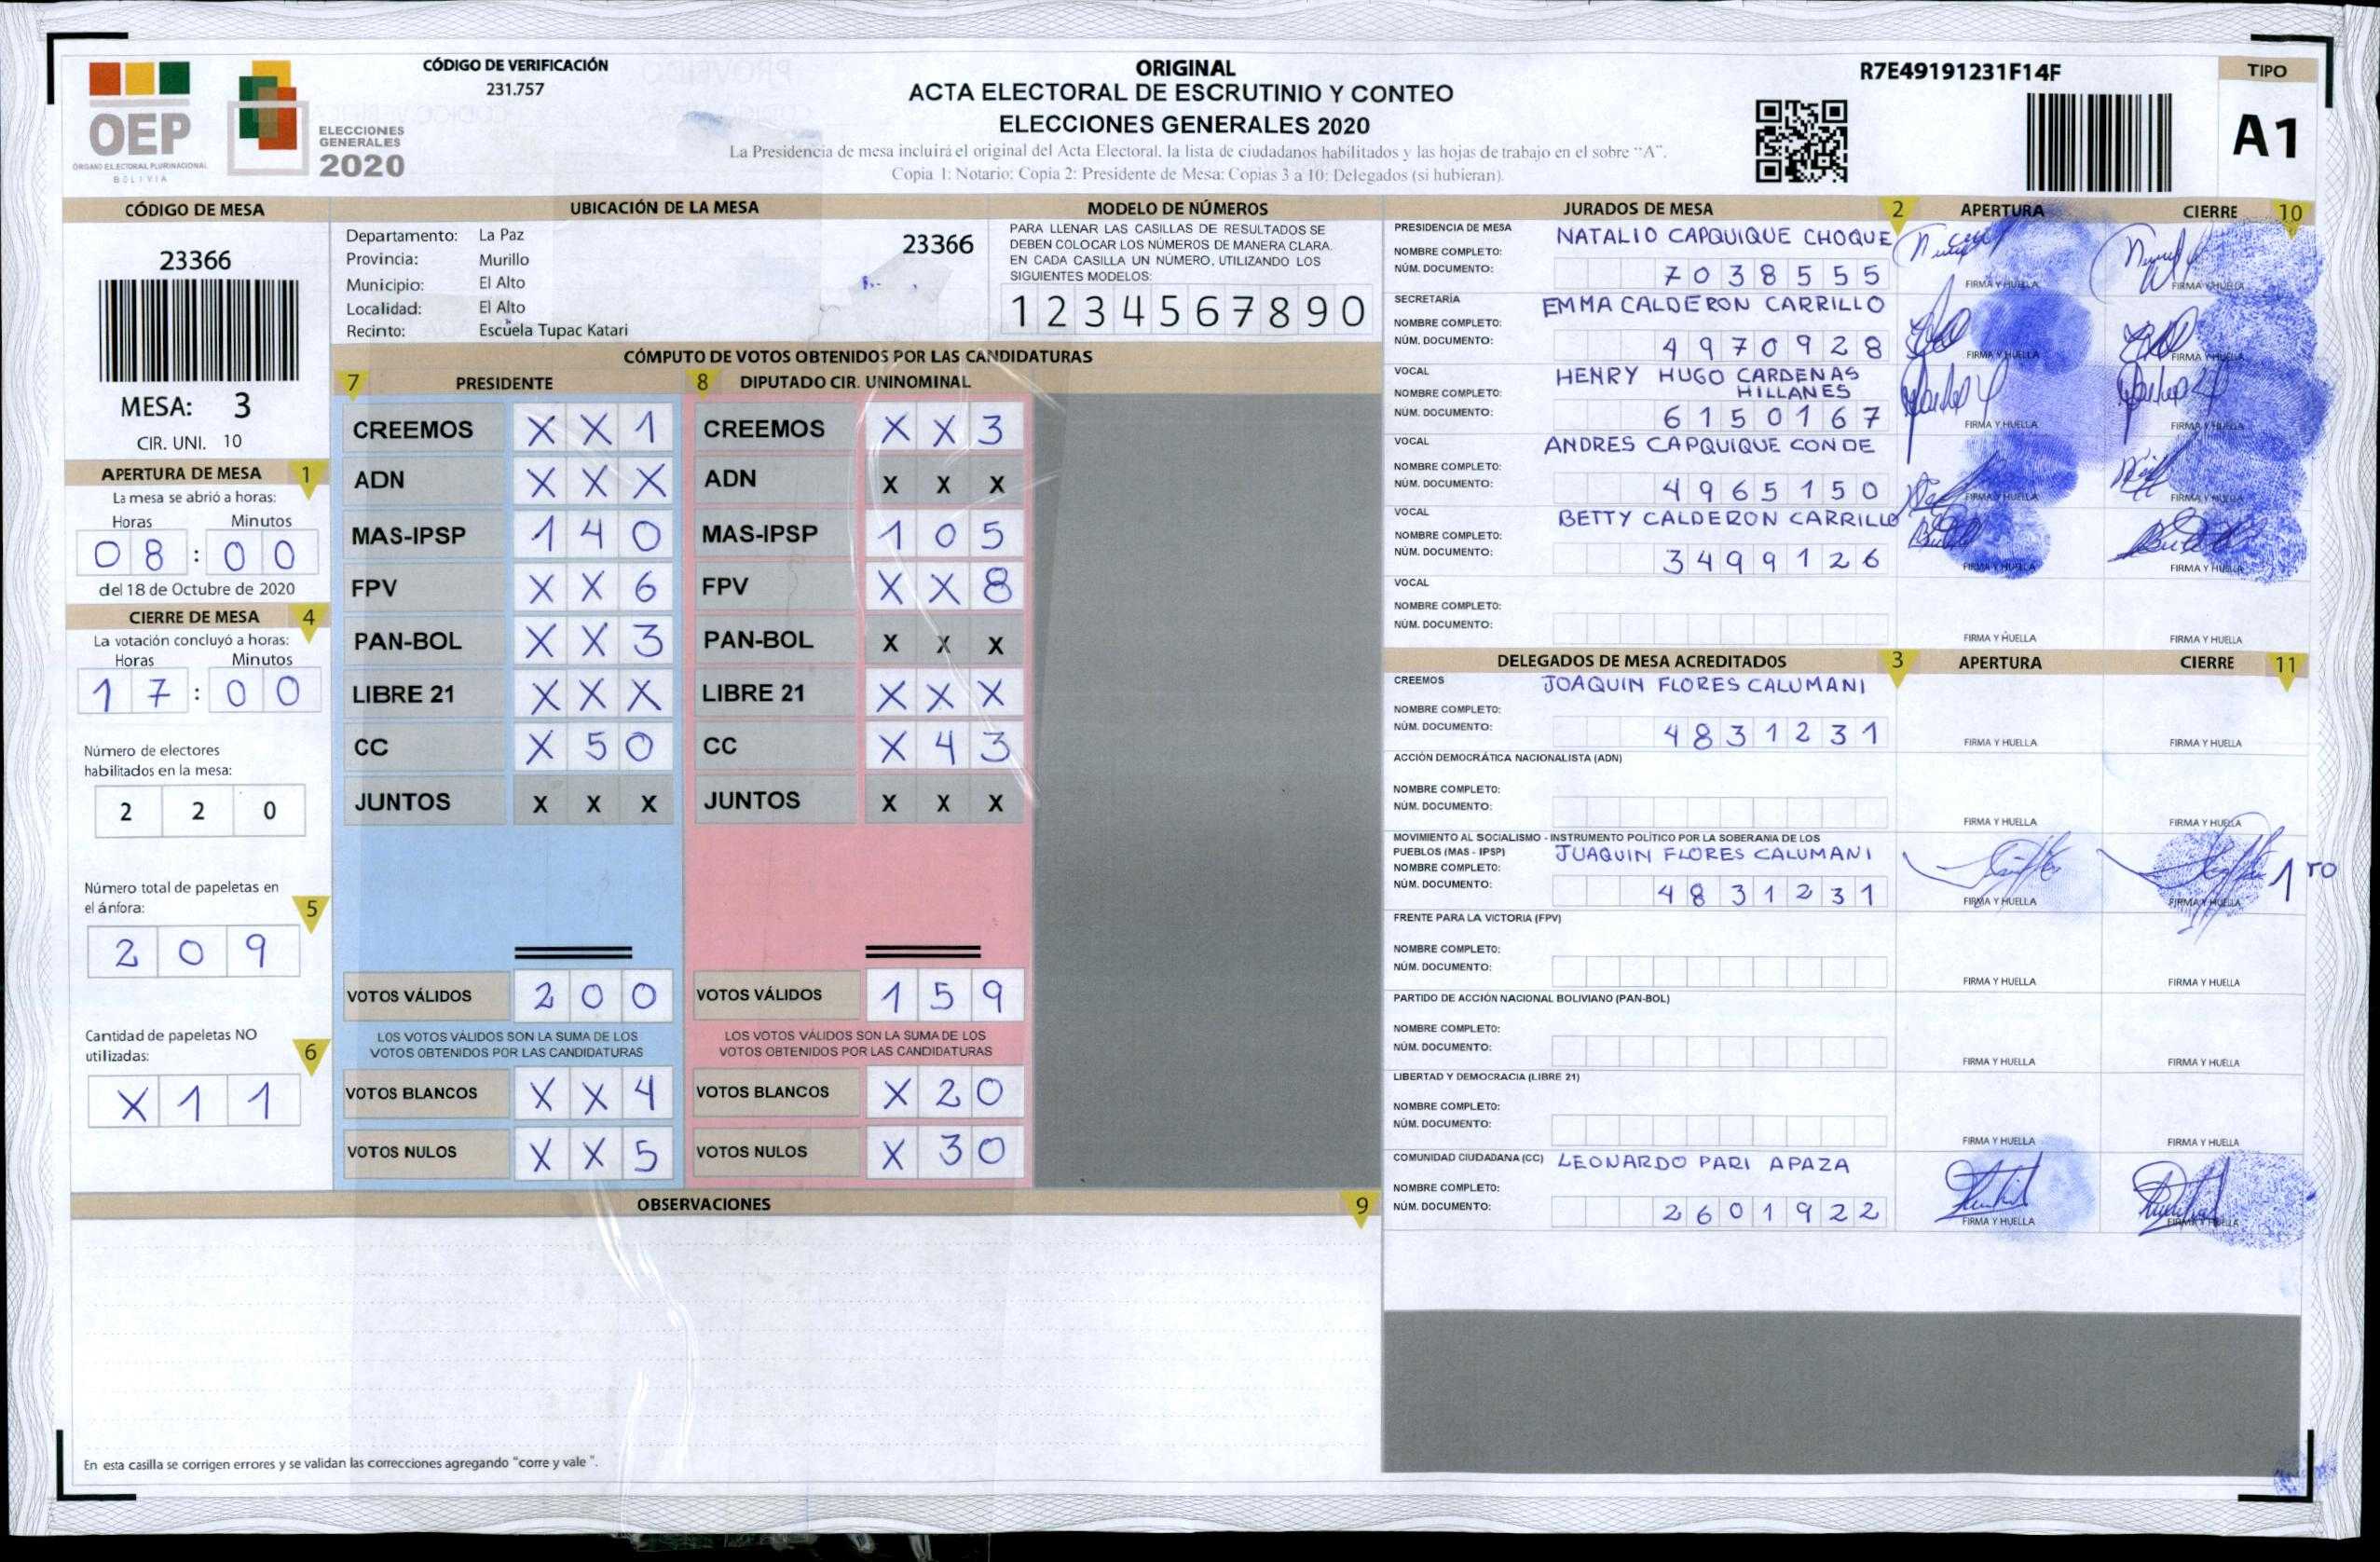 OEP
ÓRGANO ELECTORAL PLURINACIONAL
BOLIVIA
ELECCIONES
GENERALES
2020
CÓDIGO DE VERIFICACIÓN
231.757
ORIGINAL
ACTA ELECTORAL DE ESCRUTINIO Y CONTEO
ELECCIONES GENERALES 2020
La Presidencia de mesa incluirá el original del Acta Electoral, la lista de ciudadanos habilitados y las hojas de trabajo en el sobre "A".
Copia 1: Notario; Copia 2: Presidente de Mesa; Copias 3 a 10: Delegados (si hubieran).
R7E49191231F14F
TIPO
A1
CÓDIGO DE MESA
23366
MESA: 3
CIR. UNI. 10
APERTURA DE MESA 1
La mesa se abrió a horas:
Horas Minutos
08 : 00
del 18 de Octubre de 2020
CIERRE DE MESA 4
La votación concluyó a horas:
Horas Minutos
17 : 00
Número de electores
habilitados en la mesa:
2 2 0
Número total de papeletas en
el ánfora: 5
2 0 9
Cantidad de papeletas NO
utilizadas: 6
X 1 1
UBICACIÓN DE LA MESA
Departamento: La Paz
23366
Provincia: Murillo
Municipio: El Alto
Localidad: El Alto
Recinto: Escuela Tupac Katari
MODELO DE NÚMEROS
PARA LLENAR LAS CASILLAS DE RESULTADOS SE
DEBEN COLOCAR LOS NÚMEROS DE MANERA CLARA,
EN CADA CASILLA UN NÚMERO, UTILIZANDO LOS
SIGUIENTES MODELOS:
1 2 3 4 5 6 7 8 9 0
CÓMPUTO DE VOTOS OBTENIDOS POR LAS CANDIDATURAS
7 PRESIDENTE
CREEMOS X X 1
ADN X X X
MAS-IPSP 1 4 0
FPV X X 6
PAN-BOL X X 3
LIBRE 21 X X X
CC X 5 0
JUNTOS X X X
VOTOS VÁLIDOS 2 0 0
LOS VOTOS VÁLIDOS SON LA SUMA DE LOS
VOTOS OBTENIDOS POR LAS CANDIDATURAS
VOTOS BLANCOS X X 4
VOTOS NULOS X X 5
8 DIPUTADO CIR. UNINOMINAL
CREEMOS X X 3
ADN X X X
MAS-IPSP 1 0 5
FPV X X 8
PAN-BOL X X X
LIBRE 21 X X X
CC X 4 3
JUNTOS X X X
VOTOS VÁLIDOS 1 5 9
LOS VOTOS VÁLIDOS SON LA SUMA DE LOS
VOTOS OBTENIDOS POR LAS CANDIDATURAS
VOTOS BLANCOS X 2 0
VOTOS NULOS X 3 0
OBSERVACIONES 9
En esta casilla se corrigen errores y se validan las correcciones agregando "corre y vale ".
JURADOS DE MESA 2 APERTURA CIERRE 10
PRESIDENCIA DE MESA
NATALIO CAPQUIQUE CHOQUE
NOMBRE COMPLETO:
NÚM. DOCUMENTO: 7038555
FIRMA Y HUELLA FIRMA Y HUELLA
SECRETARÍA
EMMA CALDERON CARRILLO
NOMBRE COMPLETO:
NÚM. DOCUMENTO: 4970928
FIRMA Y HUELLA FIRMA Y HUELLA
VOCAL
HENRY HUGO CARDENAS
HILLANES
NOMBRE COMPLETO:
NÚM. DOCUMENTO: 6150167
FIRMA Y HUELLA FIRMA Y HUELLA
VOCAL
ANDRES CAPQUIQUE CONDE
NOMBRE COMPLETO:
NÚM. DOCUMENTO: 4965150
FIRMA Y HUELLA FIRMA Y HUELLA
VOCAL
BETTY CALDERON CARRILLO
NOMBRE COMPLETO:
NÚM. DOCUMENTO: 3499126
FIRMA Y HUELLA FIRMA Y HUELLA
VOCAL
NOMBRE COMPLETO:
NÚM. DOCUMENTO:
FIRMA Y HUELLA FIRMA Y HUELLA
DELEGADOS DE MESA ACREDITADOS 3 APERTURA CIERRE 11
CREEMOS
JOAQUIN FLORES CALUMANI
NOMBRE COMPLETO:
NÚM. DOCUMENTO: 4831231
FIRMA Y HUELLA FIRMA Y HUELLA
ACCIÓN DEMOCRÁTICA NACIONALISTA (ADN)
NOMBRE COMPLETO:
NÚM. DOCUMENTO:
FIRMA Y HUELLA FIRMA Y HUELLA
MOVIMIENTO AL SOCIALISMO - INSTRUMENTO POLÍTICO POR LA SOBERANIA DE LOS
PUEBLOS (MAS - IPSP) JUAQUIN FLORES CALUMANI
NOMBRE COMPLETO:
NÚM. DOCUMENTO: 4831231
FIRMA Y HUELLA FIRMA Y HUELLA
1ro
FRENTE PARA LA VICTORIA (FPV)
NOMBRE COMPLETO:
NÚM. DOCUMENTO:
FIRMA Y HUELLA FIRMA Y HUELLA
PARTIDO DE ACCIÓN NACIONAL BOLIVIANO (PAN-BOL)
NOMBRE COMPLETO:
NÚM. DOCUMENTO:
FIRMA Y HUELLA FIRMA Y HUELLA
LIBERTAD Y DEMOCRACIA (LIBRE 21)
NOMBRE COMPLETO:
NÚM. DOCUMENTO:
FIRMA Y HUELLA FIRMA Y HUELLA
COMUNIDAD CIUDADANA (CC) LEONARDO PARI APAZA
NOMBRE COMPLETO:
NÚM. DOCUMENTO: 2601922
FIRMA Y HUELLA FIRMA Y HUELLA